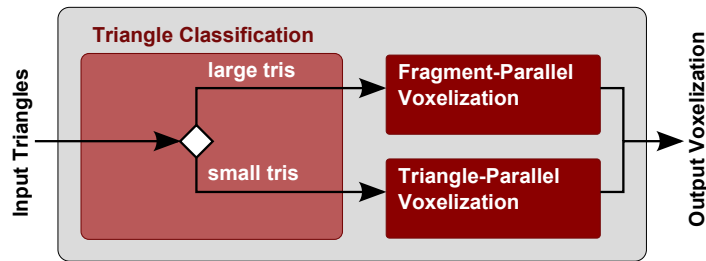 Triangle Classification
Input Triangles
large tris
small tris
Fragment-Parallel
Voxelization
Triangle-Parallel
Voxelization
Output Voxelization